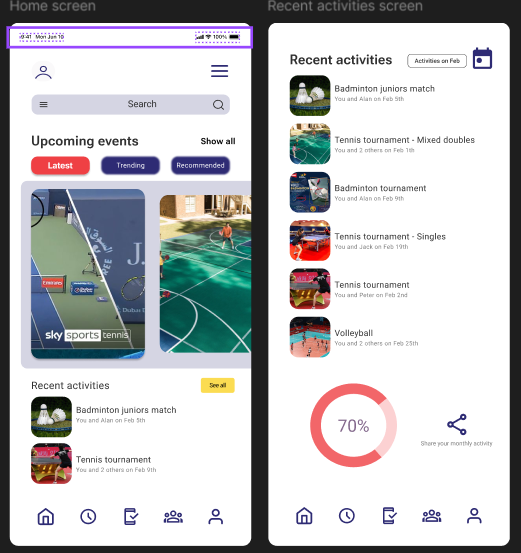 Home screen
9:41 Mon Jun 10
100%
Search
Upcoming events
Show all
Latest
Trending
Recommended
Emirates
J.
sky sports tennis
Recent activities
See all
Badminton juniors match
You and Alan on Feb 5th
Tennis tournament
You and 2 others on Feb 9th
Recent activities screen
Recent activities
Activities on Feb
Badminton juniors match
You and Alan on Feb 5th
Tennis tournament - Mixed doubles
You and 2 others on Feb 1th
Badminton tournament
You and Alan on Feb 9th
Tennis tournament - Singles
You and Jack on Feb 19th
Tennis tournament
You and Peter on Feb 2nd
Volleyball
You and 2 others on Feb 25th
70%
Share your monthly activity